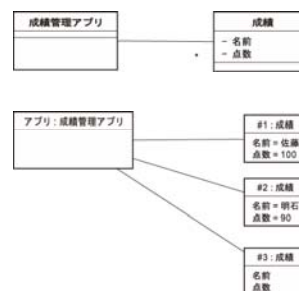 成績管理アプリ
成績
- 名前
- 点数
アプリ：成績管理アプリ
#1：成績
名前 = 佐藤
点数 = 100
#2：成績
名前 = 明石
点数 = 90
#3：成績
名前
点数